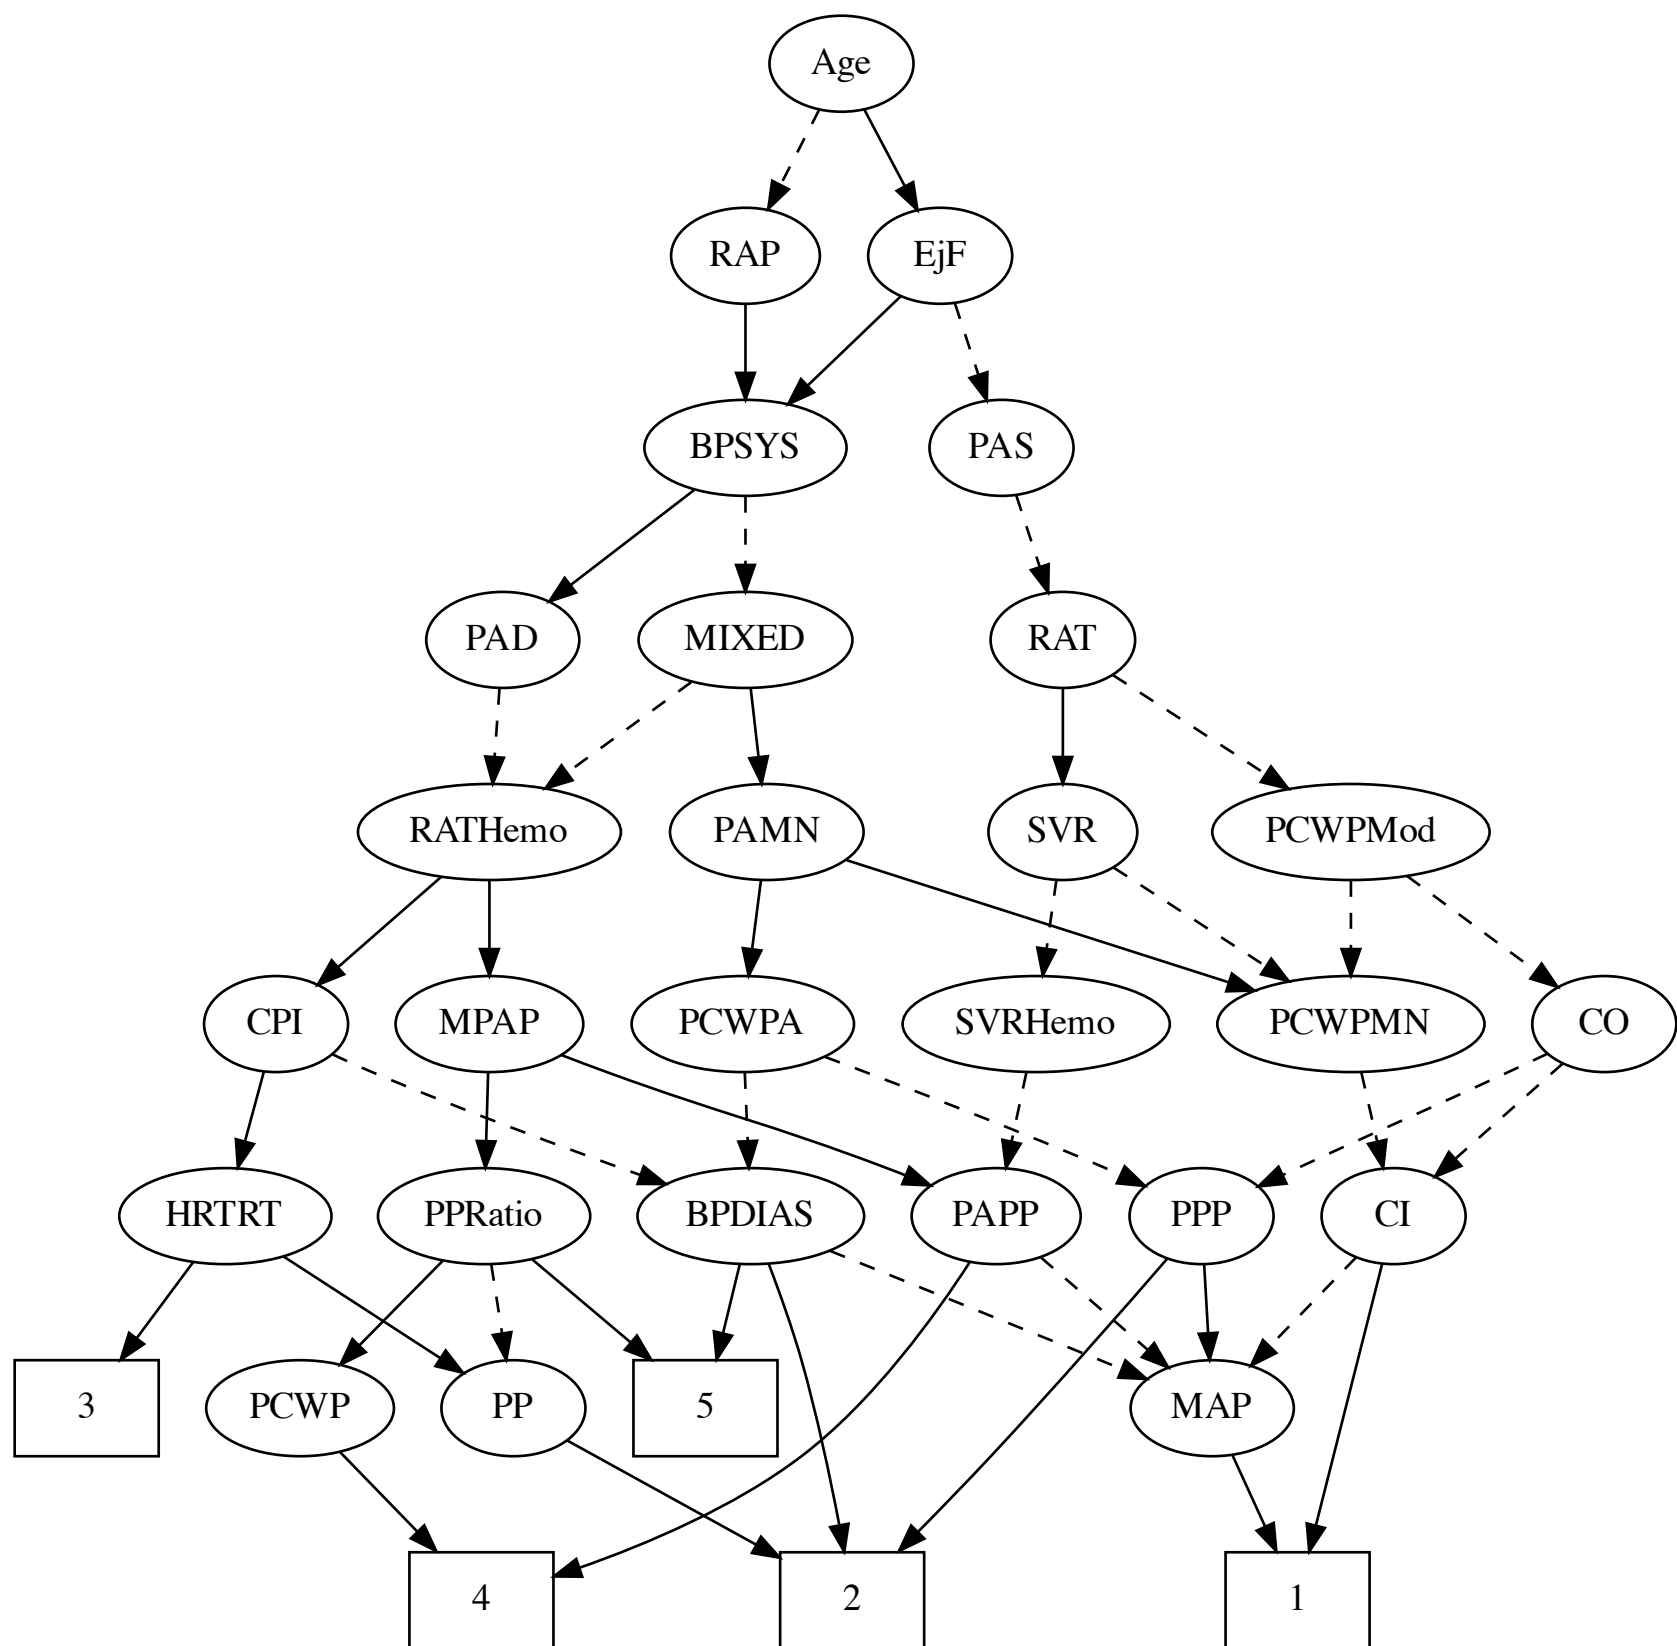 Age
RAP EjF
BPSYS PAS
PAD MIXED RAT
RATHemo PAMN SVR PCWPMod
CPI MPAP PCWPA SVRHemo PCWPMN CO
HRTRT PPRatio BPDIAS PAPP PPP CI
3 PCWP PP 5 MAP
4 2 1